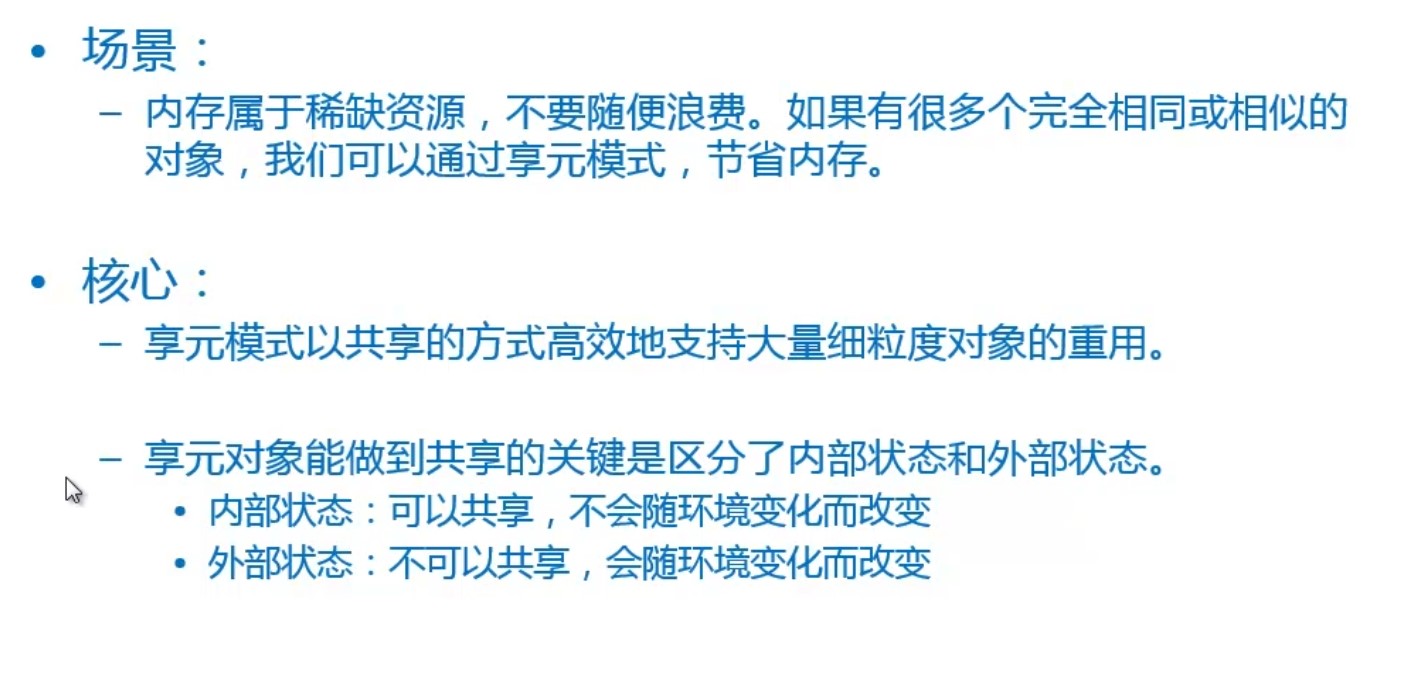 • 场景：
– 内存属于稀缺资源，不要随便浪费。如果有很多个完全相同或相似的
对象，我们可以通过享元模式，节省内存。
• 核心：
– 享元模式以共享的方式高效地支持大量细粒度对象的重用。
– 享元对象能做到共享的关键是区分了内部状态和外部状态。
• 内部状态：可以共享，不会随环境变化而改变
• 外部状态：不可以共享，会随环境变化而改变